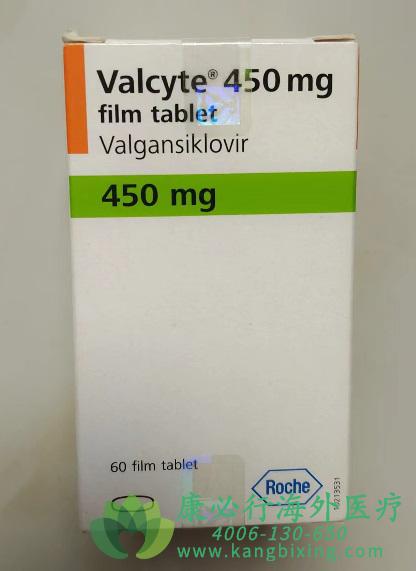 Valcyte® 450 mg
film tablet
Valgansiklovir
450 mg
60 film tablet
Roche
10213531
康必行海外医疗
4006-130-650
www.kangbixing.com